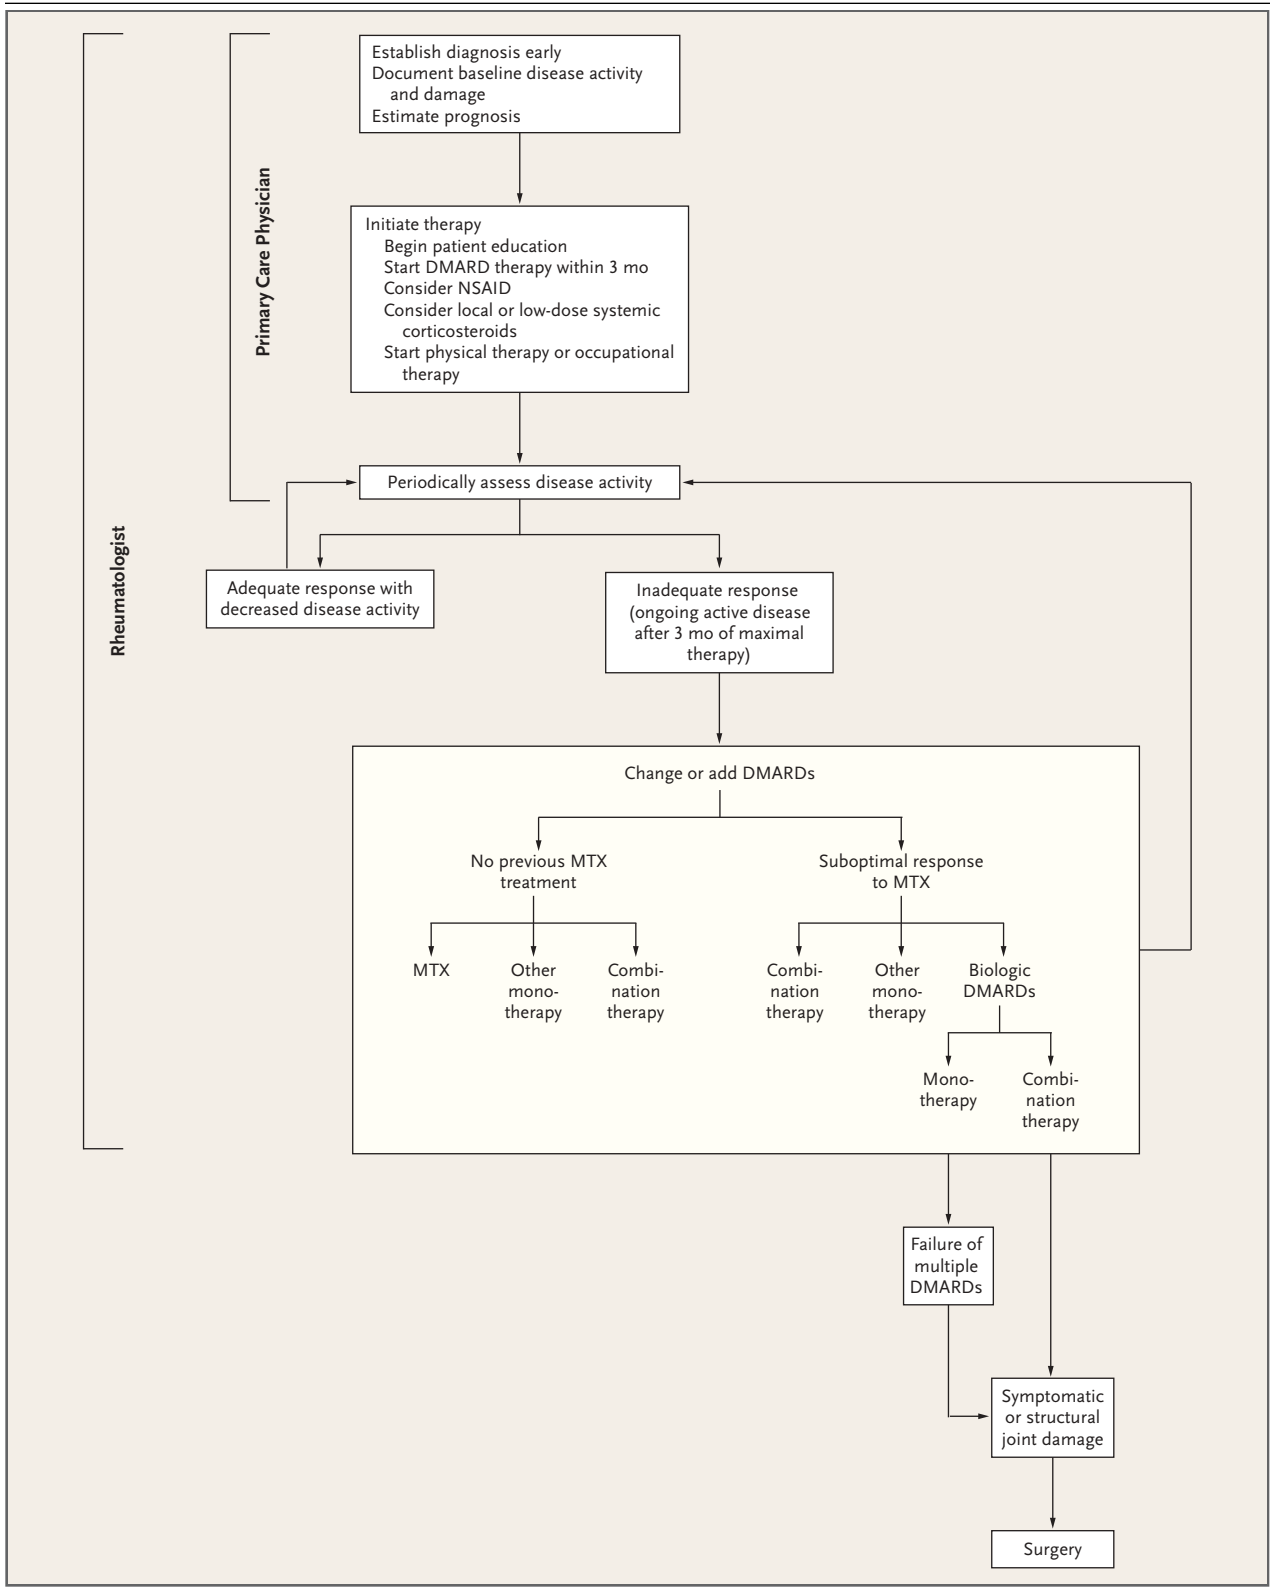 Establish diagnosis early
Document baseline disease activity
and damage
Estimate prognosis
Primary Care Physician
Initiate therapy
Begin patient education
Start DMARD therapy within 3 mo
Consider NSAID
Consider local or low-dose systemic
corticosteroids
Start physical therapy or occupational
therapy
Periodically assess disease activity
Rheumatologist
Adequate response with
decreased disease activity
Inadequate response
(ongoing active disease
after 3 mo of maximal
therapy)
Change or add DMARDs
No previous MTX
treatment
Suboptimal response
to MTX
MTX
Other
mono-
therapy
Combi-
nation
therapy
Combi-
nation
therapy
Other
mono-
therapy
Biologic
DMARDs
Mono-
therapy
Combi-
nation
therapy
Failure of
multiple
DMARDs
Symptomatic
or structural
joint damage
Surgery